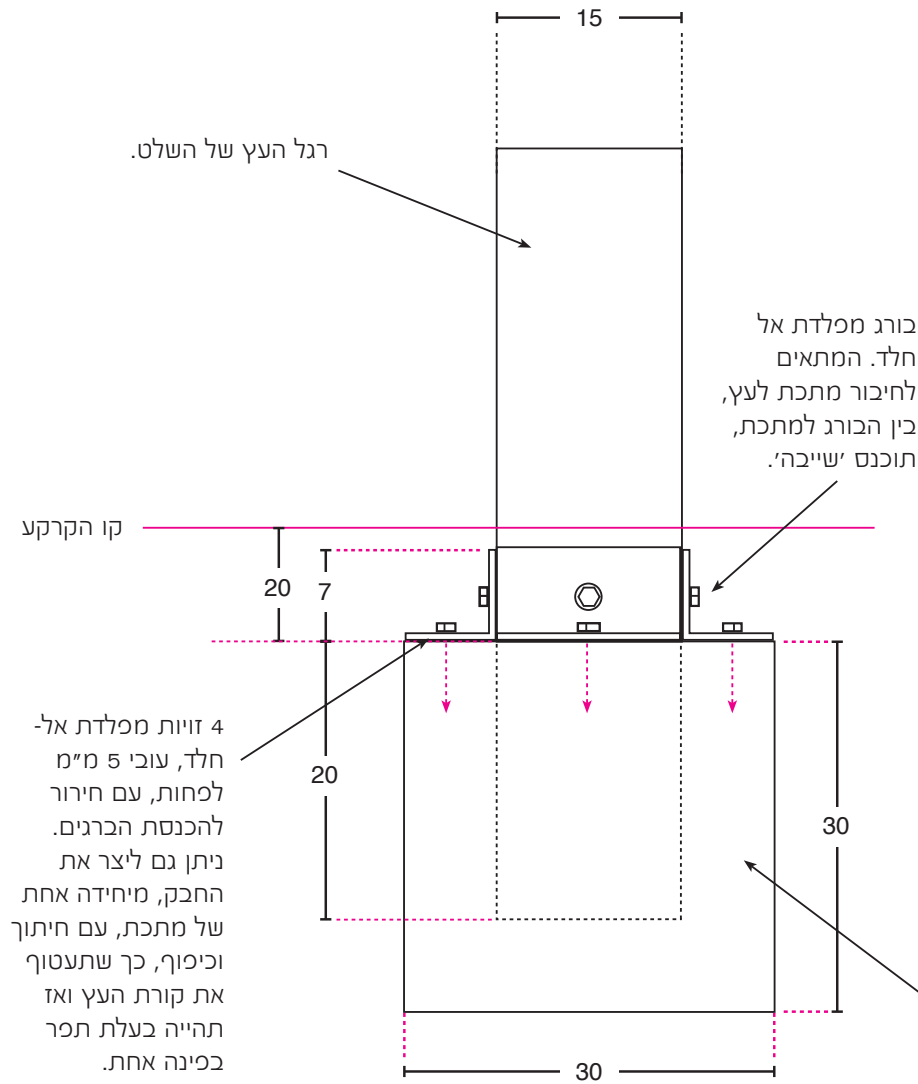 15
רגל העץ של השלט.
בורג מפלדת אל
חלד. המתאים
לחיבור מתכת לעץ,
בין הבורג למתכת,
תוכנס 'שייבה'.
קו הקרקע
20
7
4 זויות מפלדת אל-
חלד, עובי 5 מ"מ
לפחות, עם חירור
להכנסת הברגים.
ניתן גם ליצר את
החבק, מיחידה אחת
של מתכת, עם חיתוך
וכיפוף, כך שתעטוף
את קורת העץ ואז
תהייה בעלת תפר
בפינה אחת.
20
30
30